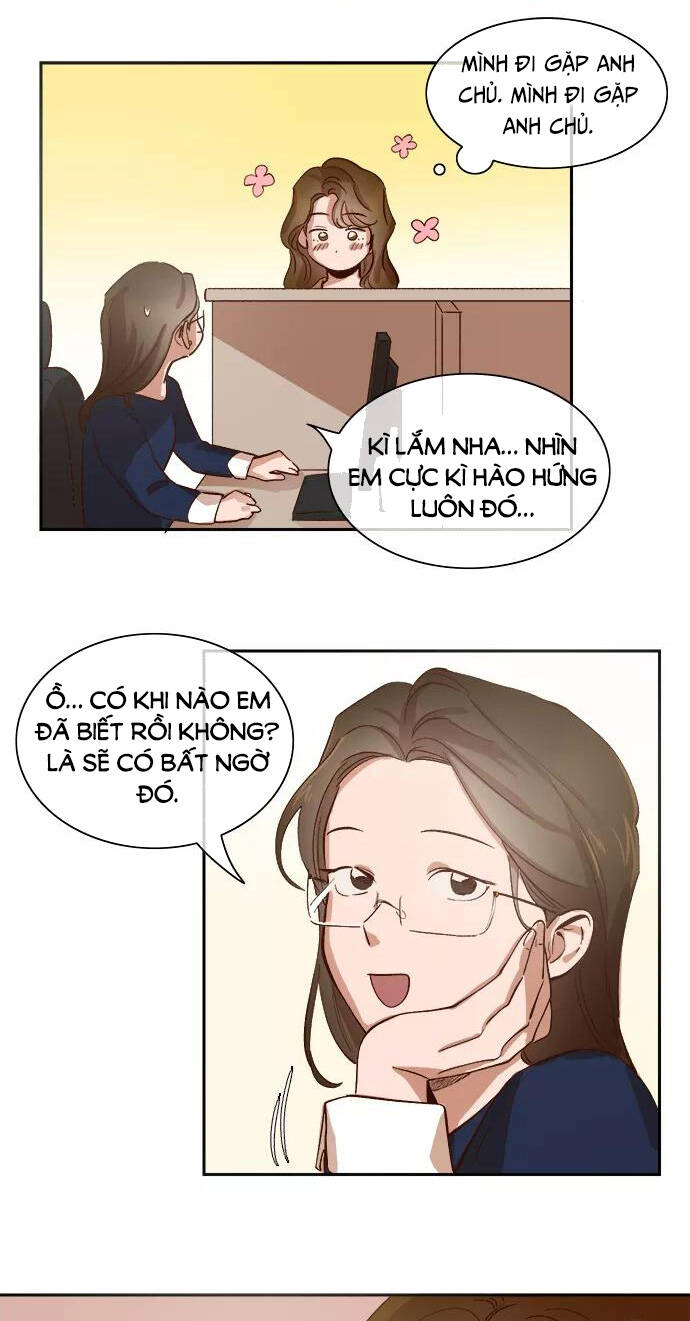 MÌNH ĐI GẶP ANH
CHỦ. MÌNH ĐI GẶP
ANH CHỦ.
KÌ LẮM NHA... NHÌN
EM CỰC KÌ HÀO HỨNG
LUÔN ĐÓ...
Ồ... CÓ KHI NÀO EM
ĐÃ BIẾT RỒI KHÔNG?
LÀ SẼ CÓ BẤT NGỜ
ĐÓ.